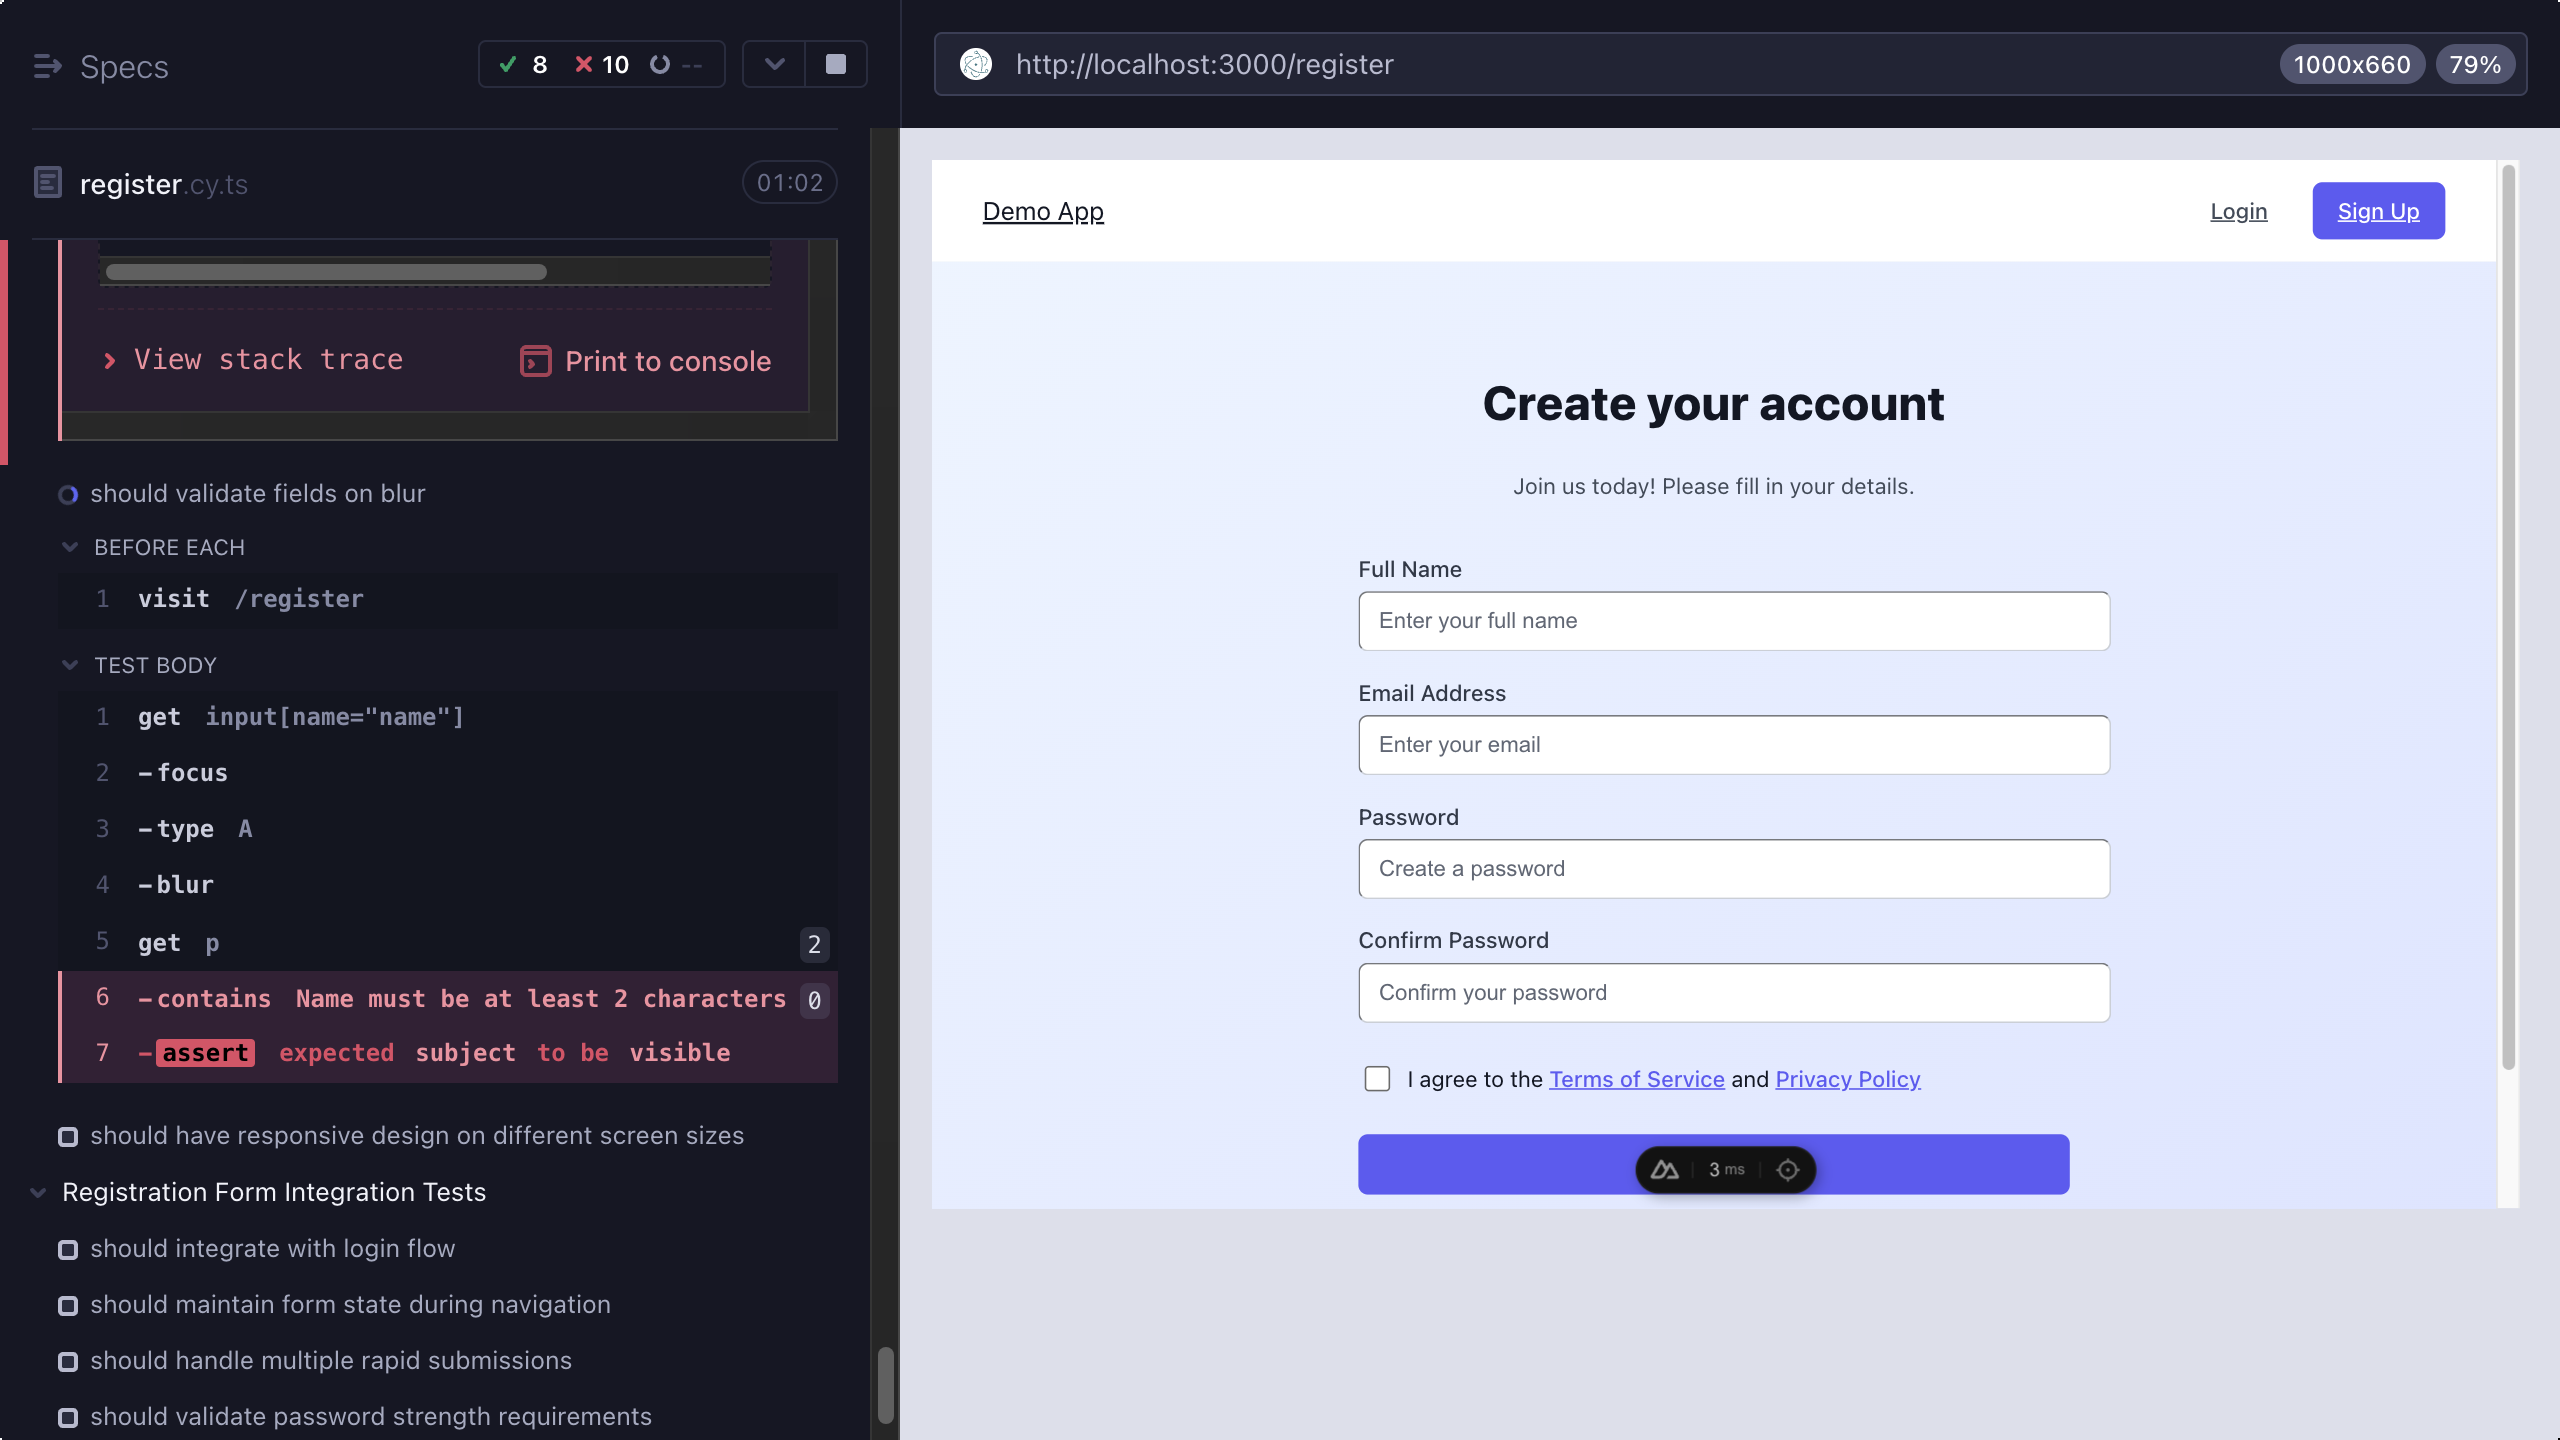 Specs
8 10 --
register.cy.ts
01:02
View stack trace
Print to console
should validate fields on blur
BEFORE EACH
1 visit /register
TEST BODY
1 get input[name="name"]
2 -focus
3 -type A
4 -blur
5 get p 2
6 -contains Name must be at least 2 characters 0
7 -assert expected subject to be visible
should have responsive design on different screen sizes
Registration Form Integration Tests
should integrate with login flow
should maintain form state during navigation
should handle multiple rapid submissions
should validate password strength requirements
http://localhost:3000/register
1000x660
79%
Demo App
Login
Sign Up
Create your account
Join us today! Please fill in your details.
Full Name
Enter your full name
Email Address
Enter your email
Password
Create a password
Confirm Password
Confirm your password
I agree to the Terms of Service and Privacy Policy
3 ms